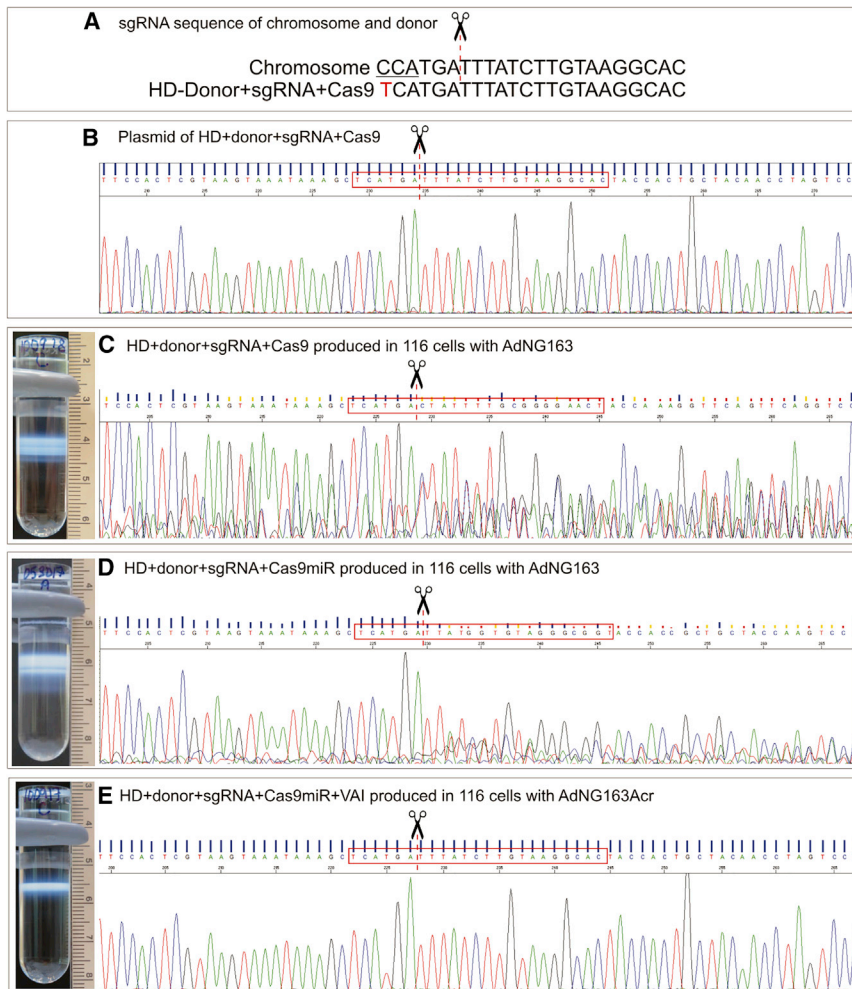 A sgRNA sequence of chromosome and donor
Chromosome CCATGATTTATCTTGTAAGGCAC
HD-Donor+sgRNA+Cas9 TCATGATTTATCTTGTAAGGCAC
B Plasmid of HD+donor+sgRNA+Cas9
TTCCACTCGTAAGTAAATAAAGCTCATGATTTATCTTGTAAGGCACTACCACTGCTACAACCTAGTCC
C HD+donor+sgRNA+Cas9 produced in 116 cells with AdNG163
TCCACTCGTAAGTAAATAAAGCTCATGACTATTTTGCGGGGAACTACCAAAGGTTCAGTTCAGGTCC
D HD+donor+sgRNA+Cas9miR produced in 116 cells with AdNG163
TTCCACTCGTAAGTAAATAAAGCTCATGATTATGGTGTAGGGCGGTACCACCGCTGCTACCAAGTCC
E HD+donor+sgRNA+Cas9miR+VAI produced in 116 cells with AdNG163Acr
TTCCACTCGTAAGTAAATAAAGCTCATGATTTATCTTGTAAGGCACTACCACTGCTACAACCTAGTCC